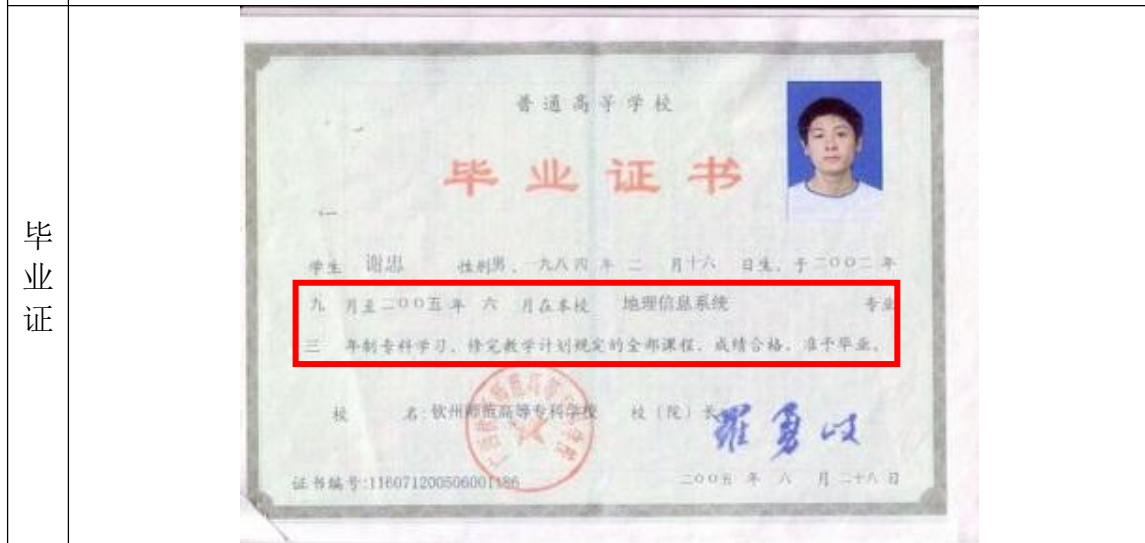 毕业证
普通高等学校
毕业证书
学生 谢忠 性别男，一九八四年 二 月十六 日生，于二〇〇二年
九 月至二〇〇五年 六 月在本校 地理信息系统 专业
三 年制专科学习，修完教学计划规定的全部课程，成绩合格，准予毕业。
校 名：钦州师范高等专科学校 校（院）长 罗勇
证书编号:116071200506001186 二〇〇五 年 六 月 二十八 日